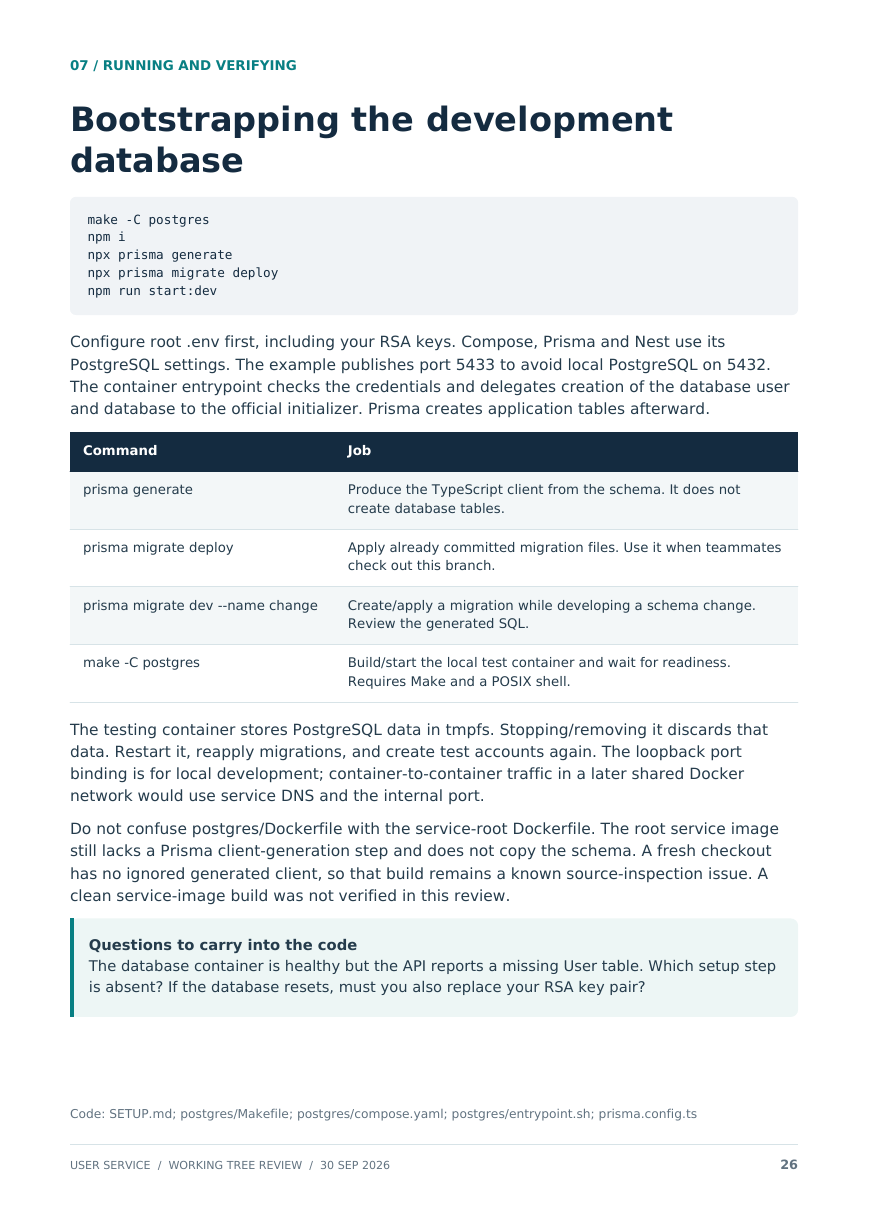 07 / RUNNING AND VERIFYING
Bootstrapping the development
database
make -C postgres
npm i
npx prisma generate
npx prisma migrate deploy
npm run start:dev
Configure root .env first, including your RSA keys. Compose, Prisma and Nest use its
PostgreSQL settings. The example publishes port 5433 to avoid local PostgreSQL on 5432.
The container entrypoint checks the credentials and delegates creation of the database user
and database to the official initializer. Prisma creates application tables afterward.
Command Job
prisma generate Produce the TypeScript client from the schema. It does not
create database tables.
prisma migrate deploy Apply already committed migration files. Use it when teammates
check out this branch.
prisma migrate dev --name change Create/apply a migration while developing a schema change.
Review the generated SQL.
make -C postgres Build/start the local test container and wait for readiness.
Requires Make and a POSIX shell.
The testing container stores PostgreSQL data in tmpfs. Stopping/removing it discards that
data. Restart it, reapply migrations, and create test accounts again. The loopback port
binding is for local development; container-to-container traffic in a later shared Docker
network would use service DNS and the internal port.
Do not confuse postgres/Dockerfile with the service-root Dockerfile. The root service image
still lacks a Prisma client-generation step and does not copy the schema. A fresh checkout
has no ignored generated client, so that build remains a known source-inspection issue. A
clean service-image build was not verified in this review.
Questions to carry into the code
The database container is healthy but the API reports a missing User table. Which setup step
is absent? If the database resets, must you also replace your RSA key pair?
Code: SETUP.md; postgres/Makefile; postgres/compose.yaml; postgres/entrypoint.sh; prisma.config.ts
USER SERVICE / WORKING TREE REVIEW / 30 SEP 2026 26